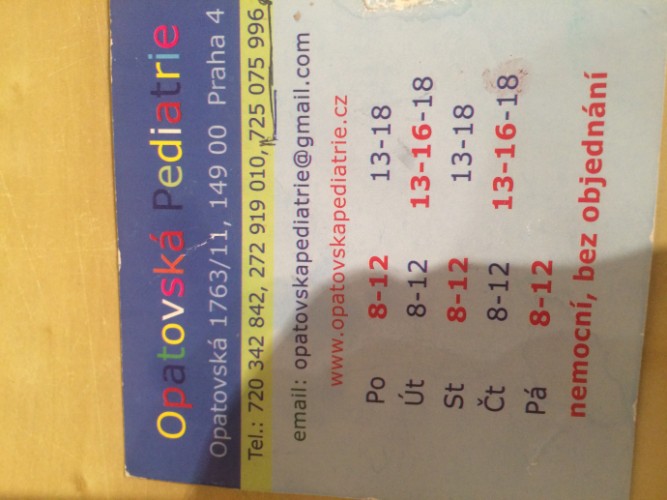 Opatovská Pediatrie
Opatovská 1763/11, 149 00 Praha 4
Tel.: 720 342 842, 272 919 010, 725 075 996
email: opatovskapediatrie@gmail.com
www.opatovskapediatrie.cz
Po 8-12 13-18
Út 8-12 13-16-18
St 8-12 13-18
Čt 8-12 13-16-18
Pá 8-12
nemocní, bez objednání